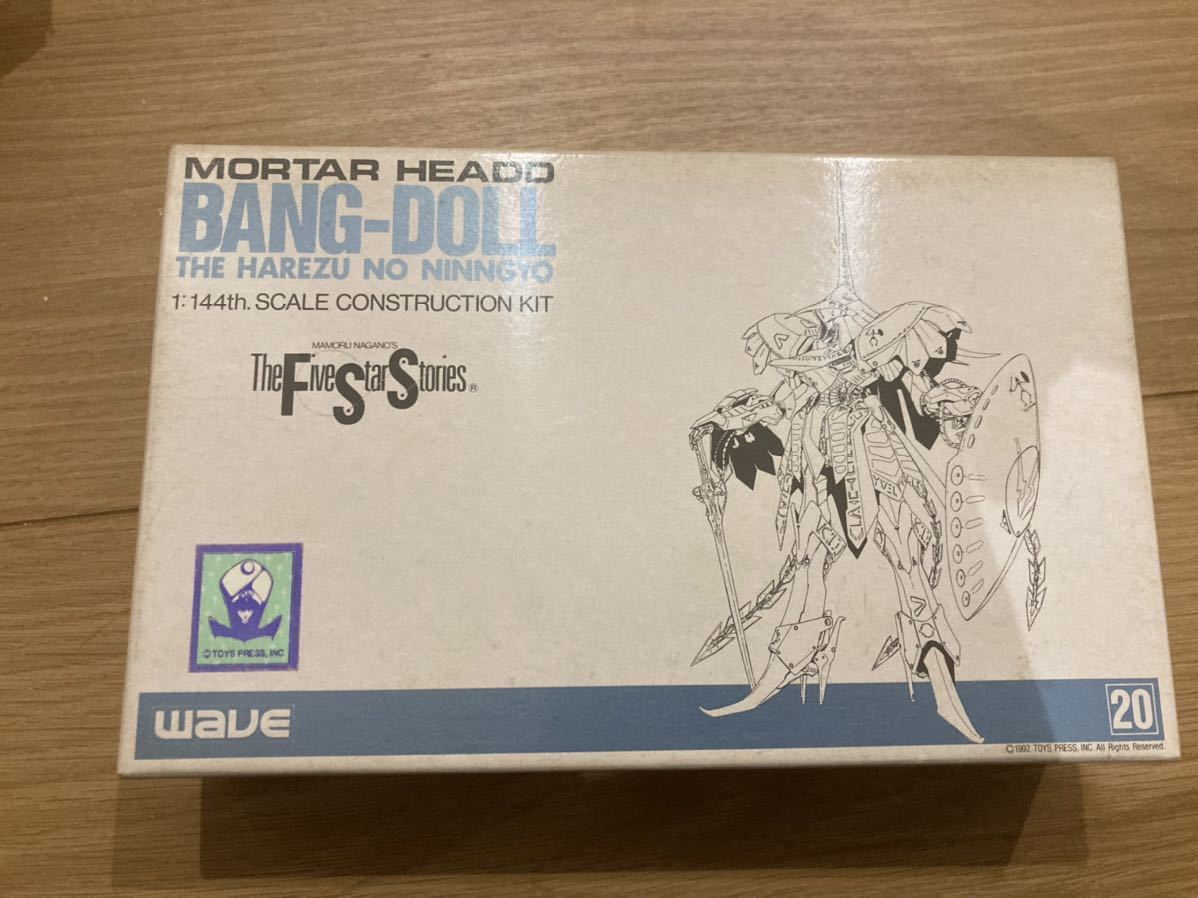 MORTAR HEADD
BANG-DOLL
THE HAREZU NO NINNGYO
1:144th. SCALE CONSTRUCTION KIT
MAMORU NAGANO'S
The Five Star Stories ®
© TOYS PRESS, INC
wave
20
© 1992 TOYS PRESS, INC. All Rights Reserved.